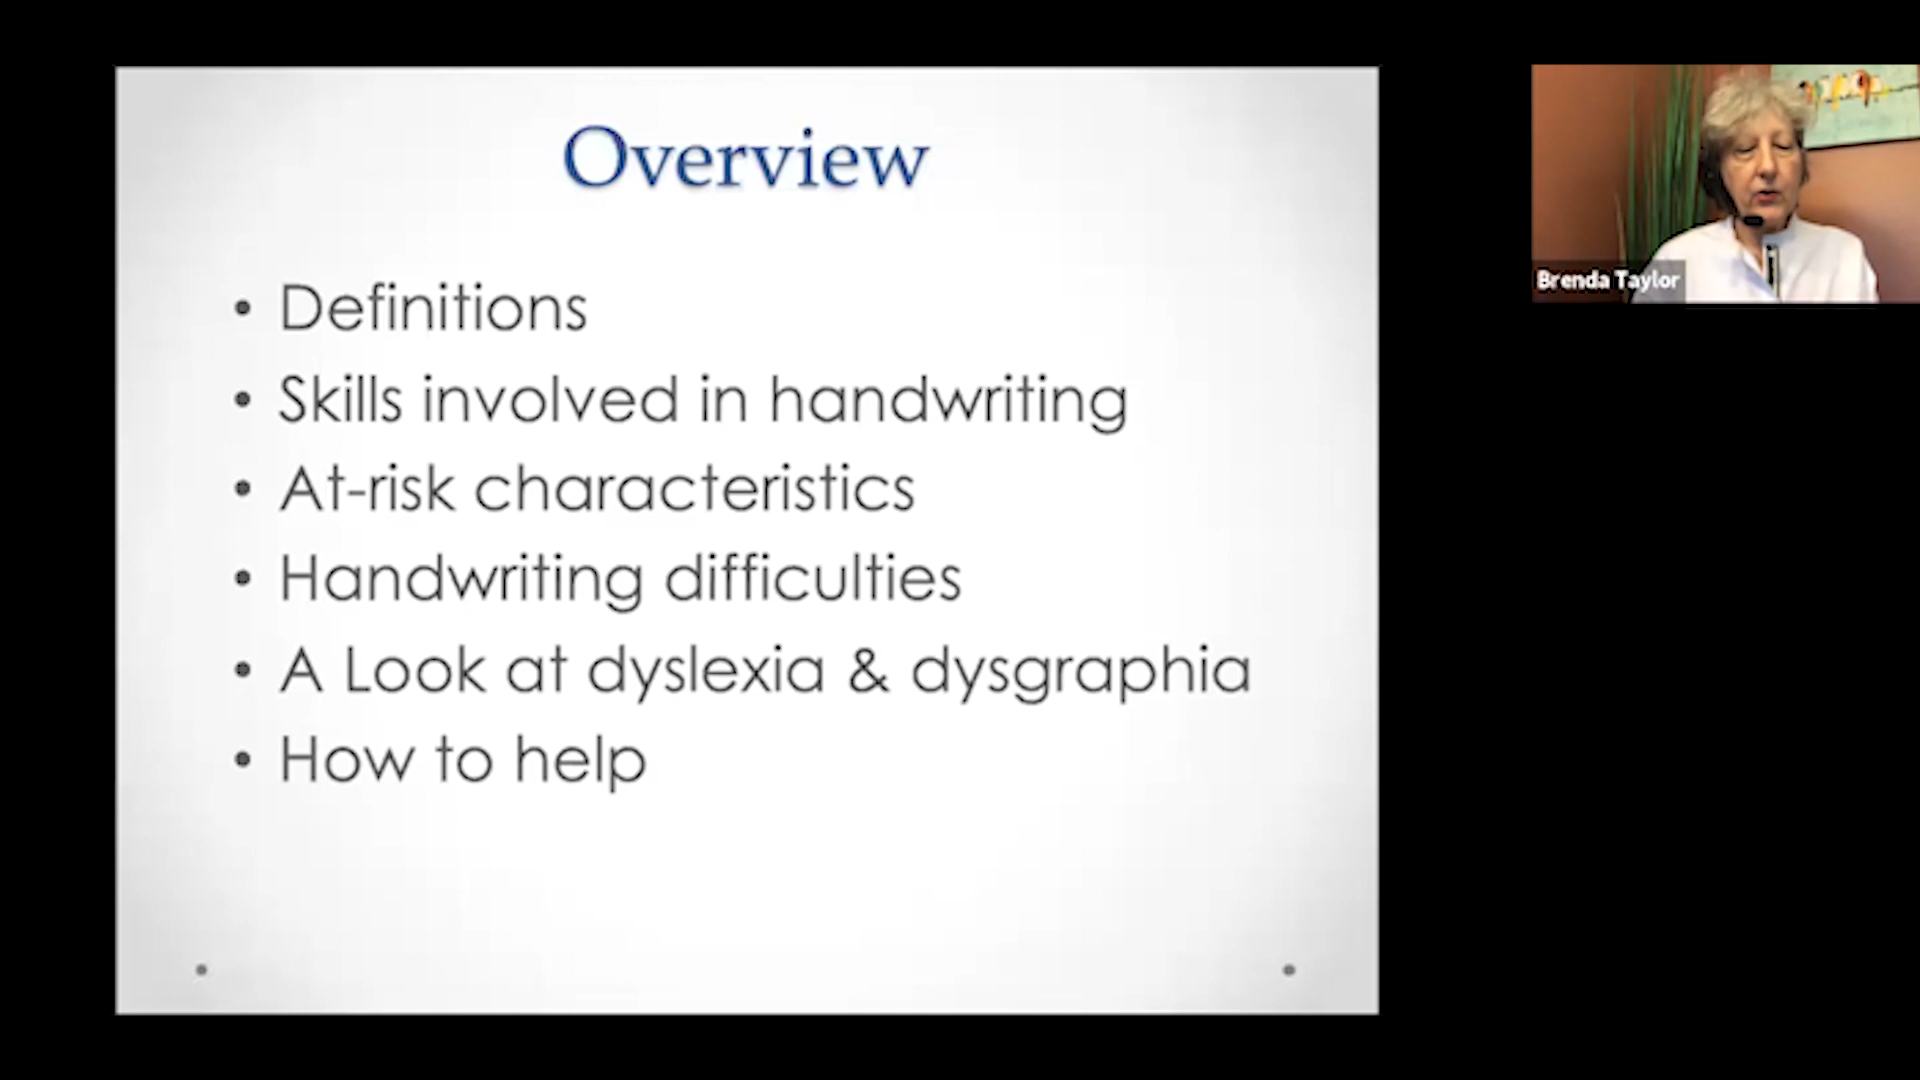 Overview
• Definitions
• Skills involved in handwriting
• At-risk characteristics
• Handwriting difficulties
• A Look at dyslexia & dysgraphia
• How to help
Brenda Taylor